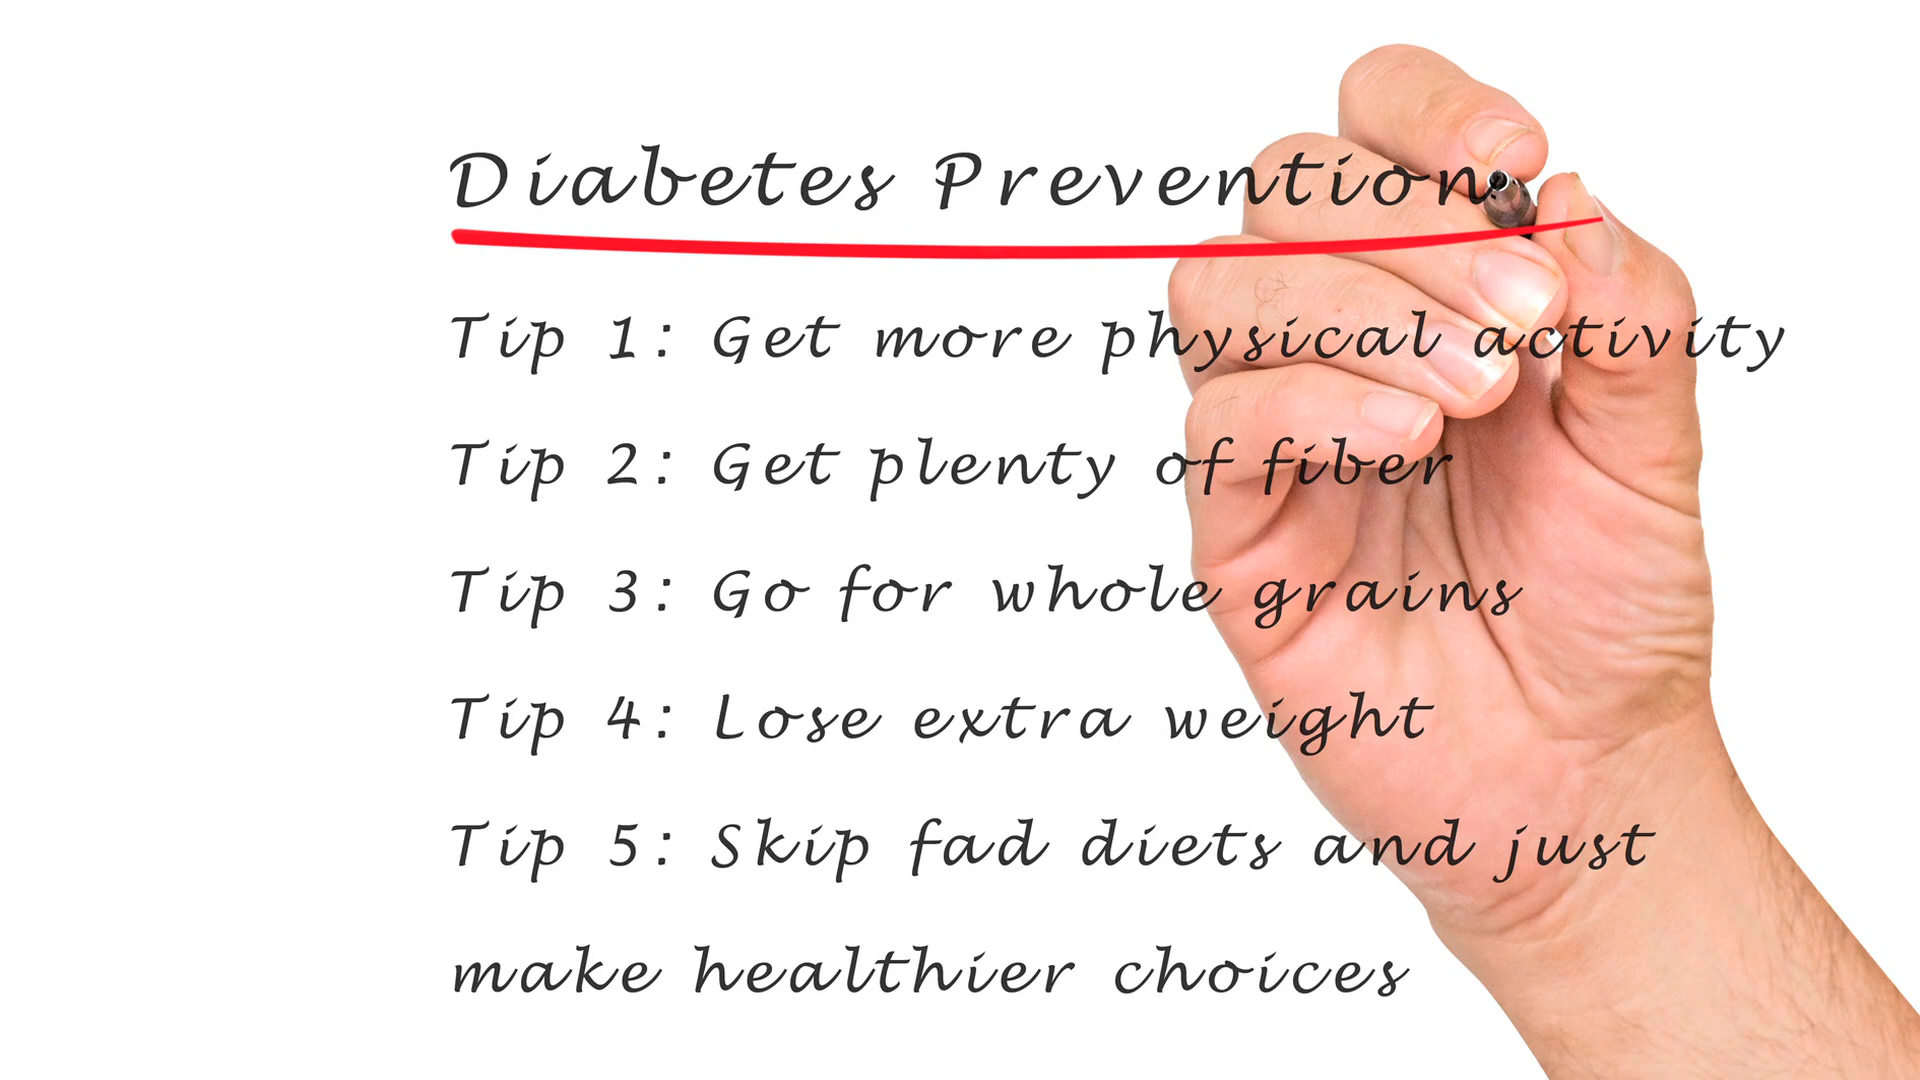 Diabetes Prevention
Tip 1: Get more physical activity
Tip 2: Get plenty of fiber
Tip 3: Go for whole grains
Tip 4: Lose extra weight
Tip 5: Skip fad diets and just
make healthier choices